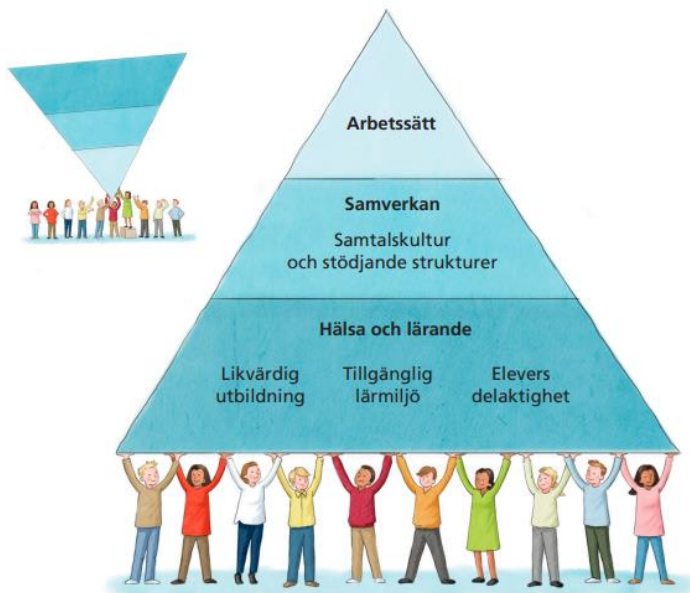 Arbetssätt
Samverkan
Samtalskultur
och stödjande strukturer
Hälsa och lärande
Likvärdig
utbildning
Tillgänglig
lärmiljö
Elevers
delaktighet